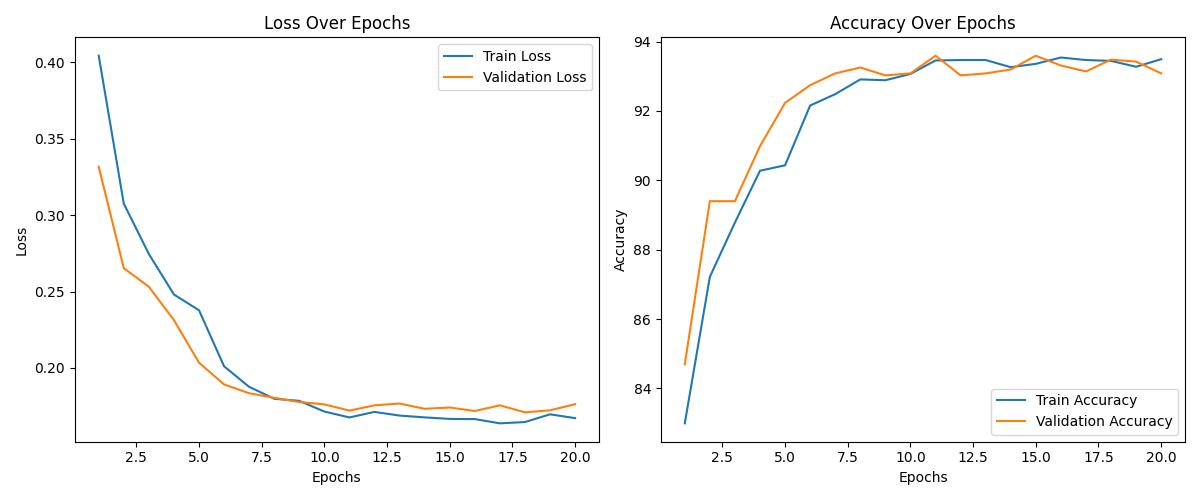 Loss Over Epochs
Train Loss
Validation Loss
0.40
0.35
0.30
0.25
0.20
Loss
2.5 5.0 7.5 10.0 12.5 15.0 17.5 20.0
Epochs
Accuracy Over Epochs
94
92
90
88
86
84
Accuracy
Train Accuracy
Validation Accuracy
2.5 5.0 7.5 10.0 12.5 15.0 17.5 20.0
Epochs